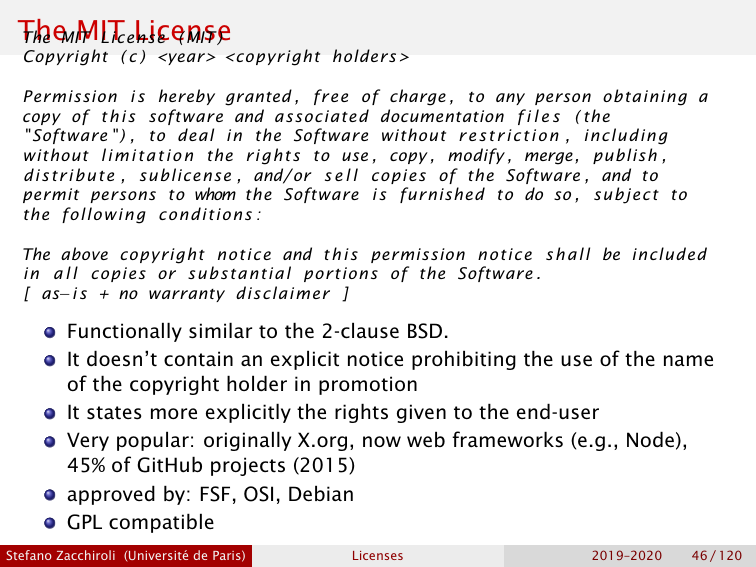 The MIT License
The MIT License (MIT)
Copyright (c) <year> <copyright holders>
Permission is hereby granted, free of charge, to any person obtaining a
copy of this software and associated documentation files (the
"Software"), to deal in the Software without restriction, including
without limitation the rights to use, copy, modify, merge, publish,
distribute, sublicense, and/or sell copies of the Software, and to
permit persons to whom the Software is furnished to do so, subject to
the following conditions:
The above copyright notice and this permission notice shall be included
in all copies or substantial portions of the Software.
[ as-is + no warranty disclaimer ]
Functionally similar to the 2-clause BSD.
It doesn't contain an explicit notice prohibiting the use of the name
of the copyright holder in promotion
It states more explicitly the rights given to the end-user
Very popular: originally X.org, now web frameworks (e.g., Node),
45% of GitHub projects (2015)
approved by: FSF, OSI, Debian
GPL compatible
Stefano Zacchiroli (Université de Paris) Licenses 2019–2020 46 / 120